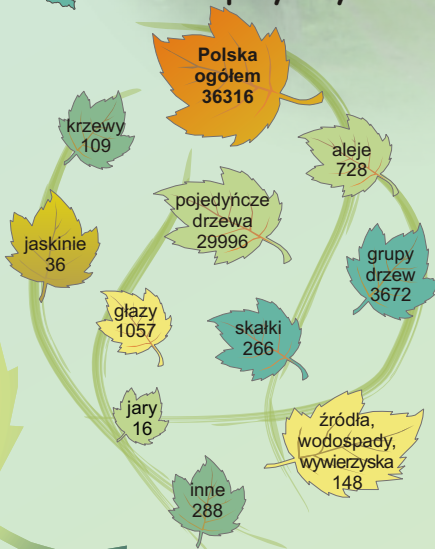 Polska
ogółem
36316
krzewy
109
aleje
728
pojedyńcze
drzewa
29996
jaskinie
36
grupy
drzew
3672
głazy
1057
skałki
266
jary
16
źródła,
wodospady,
wywierzyska
148
inne
288